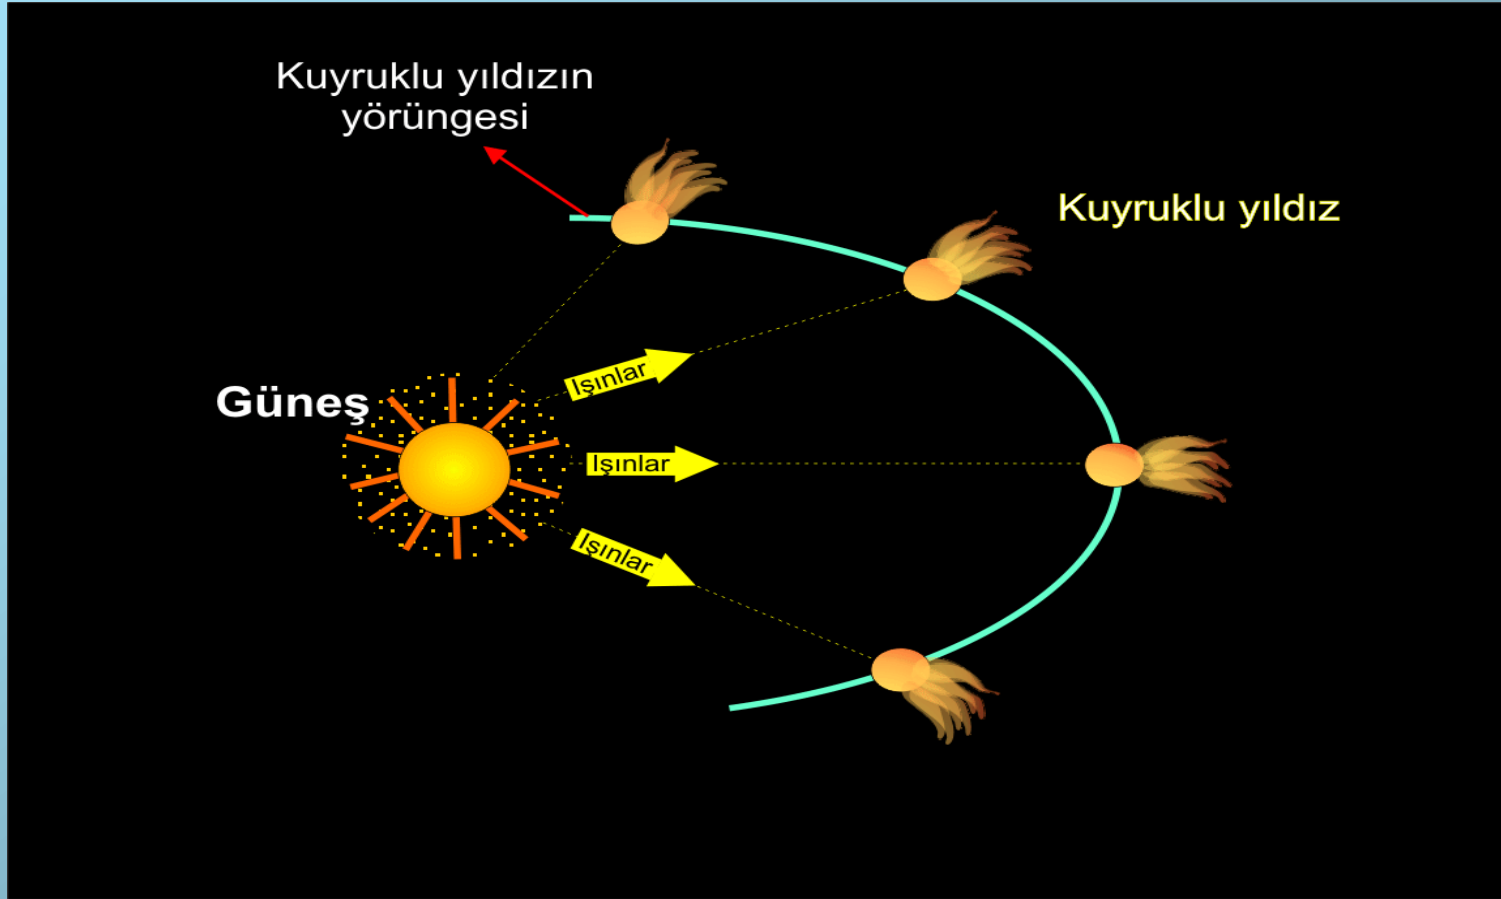 Kuyruklu yıldızın
yörüngesi
Kuyruklu yıldız
Güneş
Işınlar
Işınlar
Işınlar